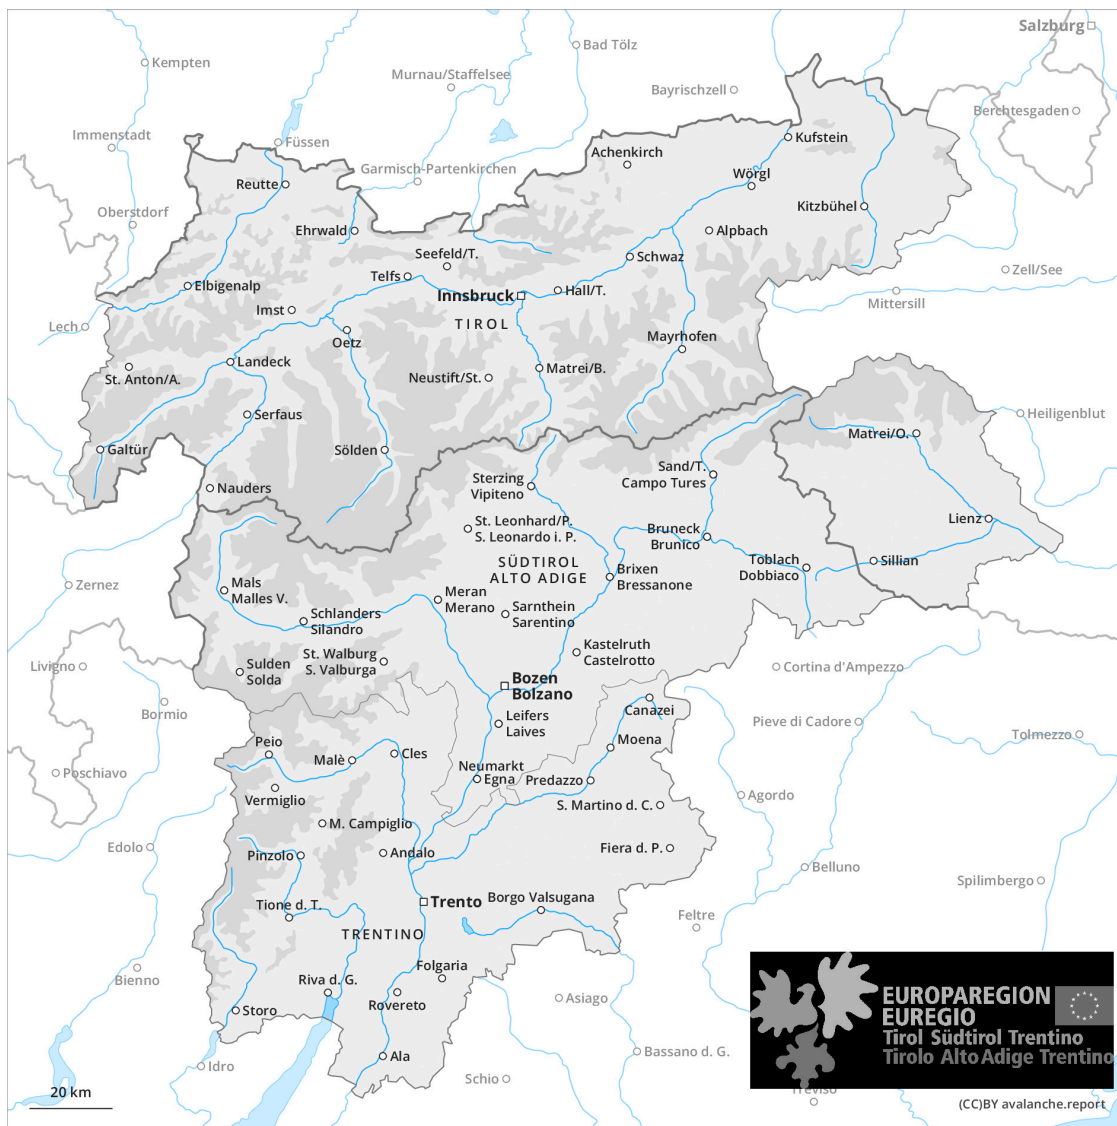 Salzburg
Bad Tölz
Kempten
Murnau/Staffelsee
Bayrischzell
Berchtesgaden
Immenstadt
Füssen
Kufstein
Achenkirch
Garmisch-Partenkirchen
Wörgl
Reutte
Kitzbühel
Oberstdorf
Ehrwald
Alpbach
Seefeld/T.
Schwaz
Zell/See
Telfs
Elbigenalp
Hall/T.
Innsbruck
Mittersill
Imst
TIROL
Lech
Oetz
Mayrhofen
Landeck
Matrei/B.
St. Anton/A.
Neustift/St.
Serfaus
Heiligenblut
Matrei/O.
Galtür
Sölden
Sand/T.
Campo Tures
Sterzing
Vipiteno
Nauders
Lienz
St. Leonhard/P.
S. Leonardo i. P.
Bruneck
Brunico
SÜDTIROL
ALTO ADIGE
Toblach
Dobbiaco
Sillian
Brixen
Bressanone
Zernez
Mals
Malles V.
Meran
Merano
Sarnthein
Sarentino
Schlanders
Silandro
Kastelruth
Castelrotto
St. Walburg
S. Valburga
Livigno
Sulden
Solda
Cortina d'Ampezzo
Bozen
Bolzano
Bormio
Canazei
Leifers
Laives
Pieve di Cadore
Tolmezzo
Moena
Peio
Cles
Malè
Neumarkt
Egna
Poschiavo
Predazzo
Vermiglio
Agordo
S. Martino d. C.
M. Campiglio
Edolo
Fiera d. P.
Andalo
Pinzolo
Belluno
Spilimbergo
Borgo Valsugana
Trento
Tione d. T.
Feltre
TRENTINO
Folgaria
Bienno
Riva d. G.
Rovereto
Asiago
Storo
EUROPAREGION
EUREGIO
Tirol Südtirol Trentino
Tirolo Alto Adige Trentino
Ala
Bassano d. G.
Idro
Schio
Treviso
20 km
(CC)BY avalanche.report